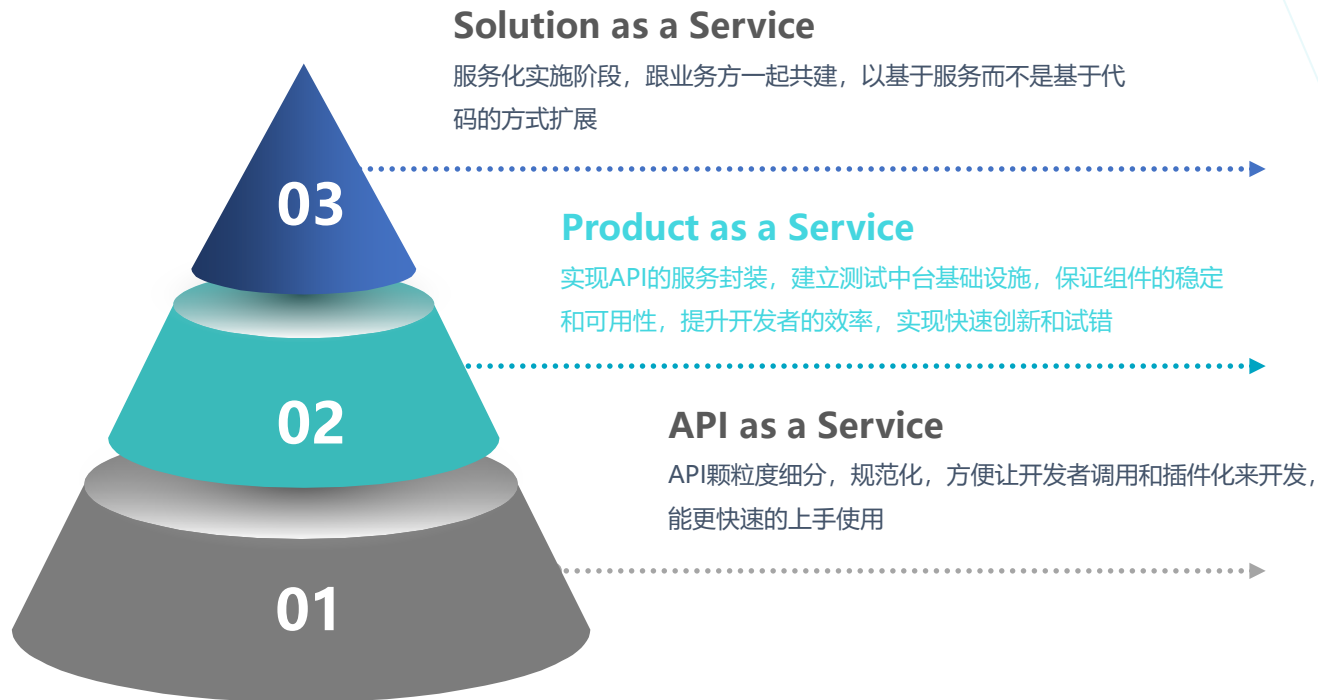 Solution as a Service
服务化实施阶段，跟业务方一起共建，以基于服务而不是基于代
码的方式扩展
03
Product as a Service
实现API的服务封装，建立测试中台基础设施，保证组件的稳定
和可用性，提升开发者的效率，实现快速创新和试错
02
API as a Service
API颗粒度细分，规范化，方便让开发者调用和插件化来开发，
能更快速的上手使用
01